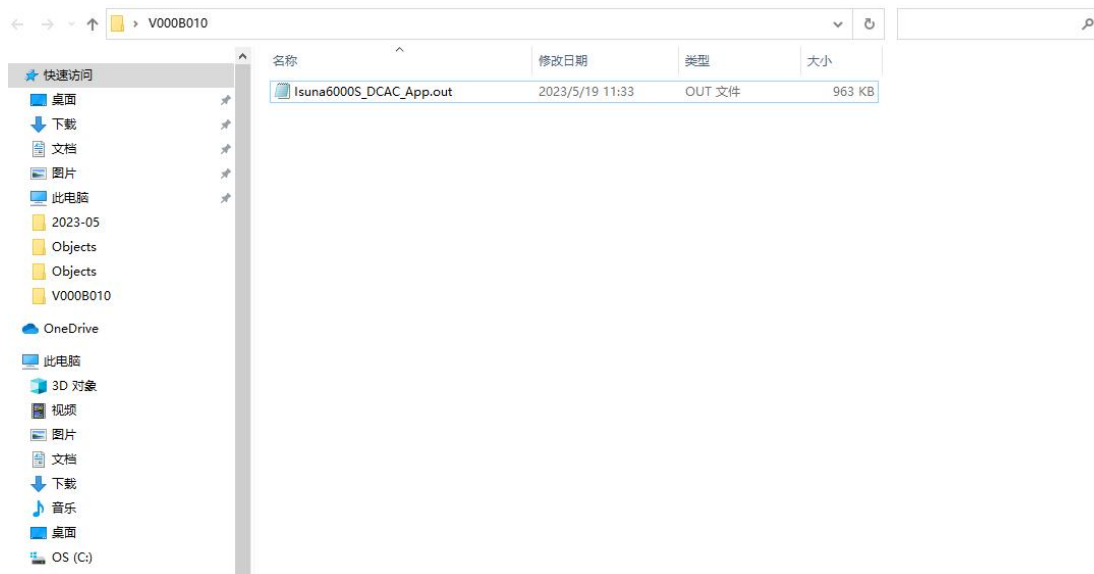 V000B010
名称
修改日期
类型
大小
Isuna6000S_DCAC_App.out
2023/5/19 11:33
OUT 文件
963 KB
快速访问
桌面
下载
文档
图片
此电脑
2023-05
Objects
Objects
V000B010
OneDrive
此电脑
3D 对象
视频
图片
文档
下载
音乐
桌面
OS (C:)